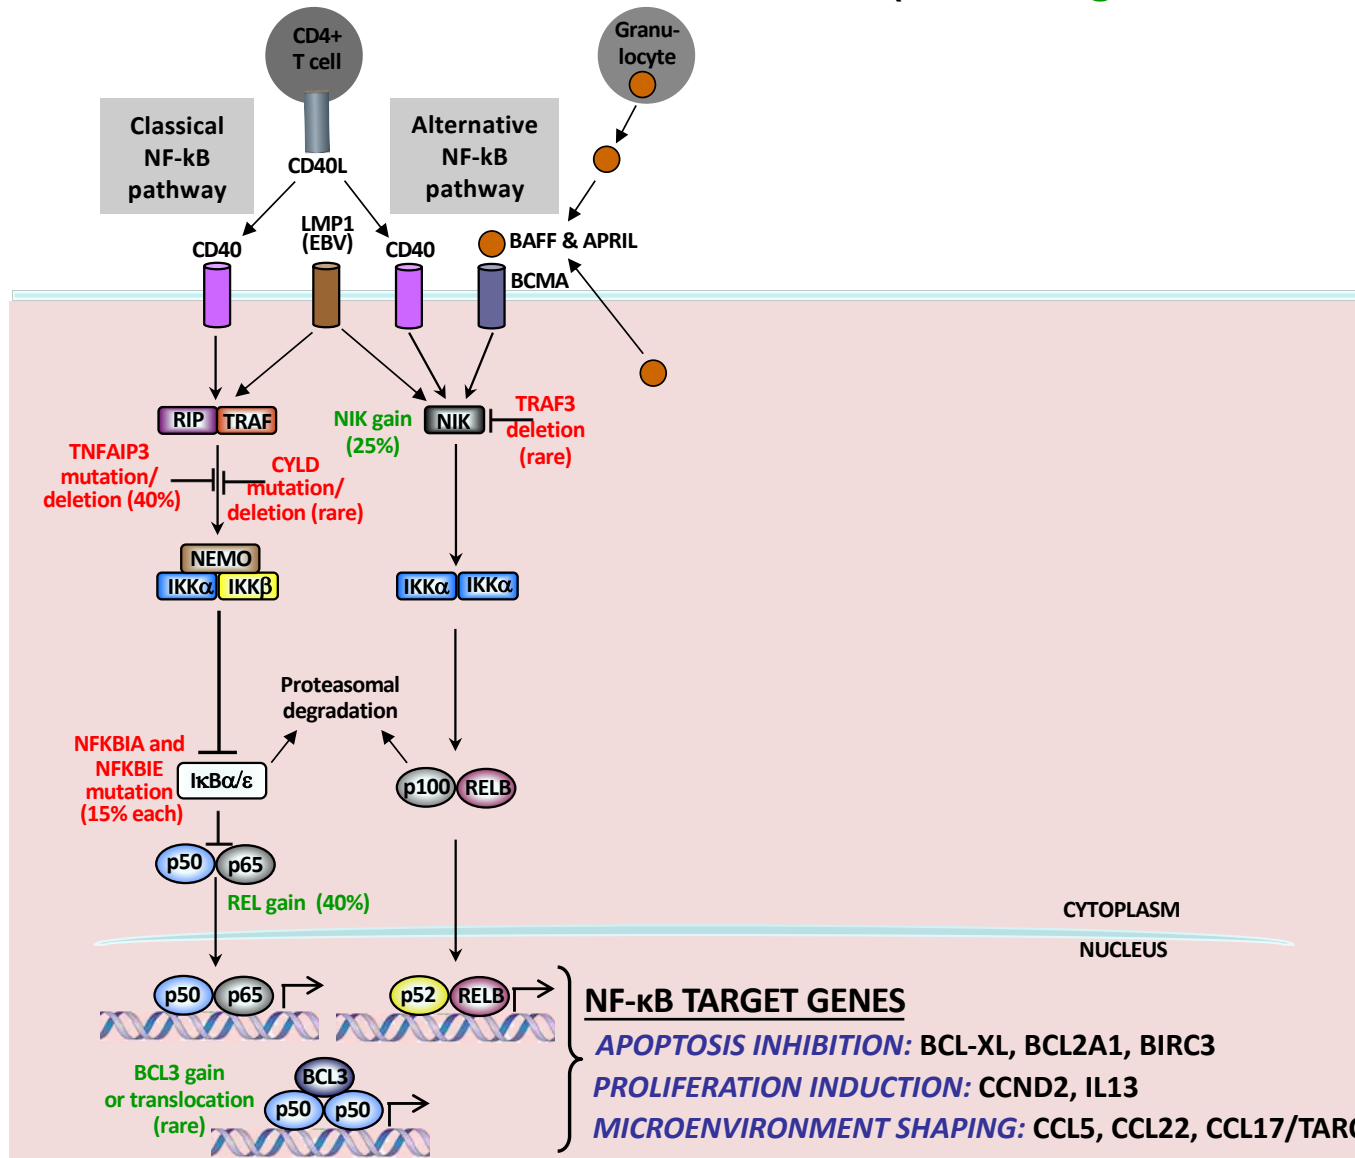 CD4+
T cell
Granu-
locyte
Classical
NF-kB
pathway
Alternative
NF-kB
pathway
CD40L
LMP1
(EBV)
CD40
CD40
BAFF & APRIL
BCMA
RIP
TRAF
NIK gain
(25%)
NIK
TRAF3
deletion
(rare)
TNFAIP3
mutation/
deletion (40%)
CYLD
mutation/
deletion (rare)
NEMO
IKKα
IKKβ
IKKα
IKKα
Proteasomal
degradation
NFKBIA and
NFKBIE
mutation
(15% each)
IκBα/ε
p100
RELB
p50
p65
REL gain (40%)
CYTOPLASM
NUCLEUS
p50
p65
p52
RELB
NF-κB TARGET GENES
APOPTOSIS INHIBITION: BCL-XL, BCL2A1, BIRC3
PROLIFERATION INDUCTION: CCND2, IL13
MICROENVIRONMENT SHAPING: CCL5, CCL22, CCL17/TARC
BCL3 gain
or translocation
(rare)
BCL3
p50
p50